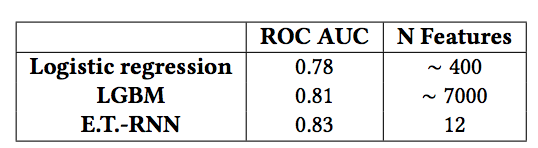 ROC AUC N Features
Logistic regression 0.78 ~ 400
LGBM 0.81 ~ 7000
E.T.-RNN 0.83 12